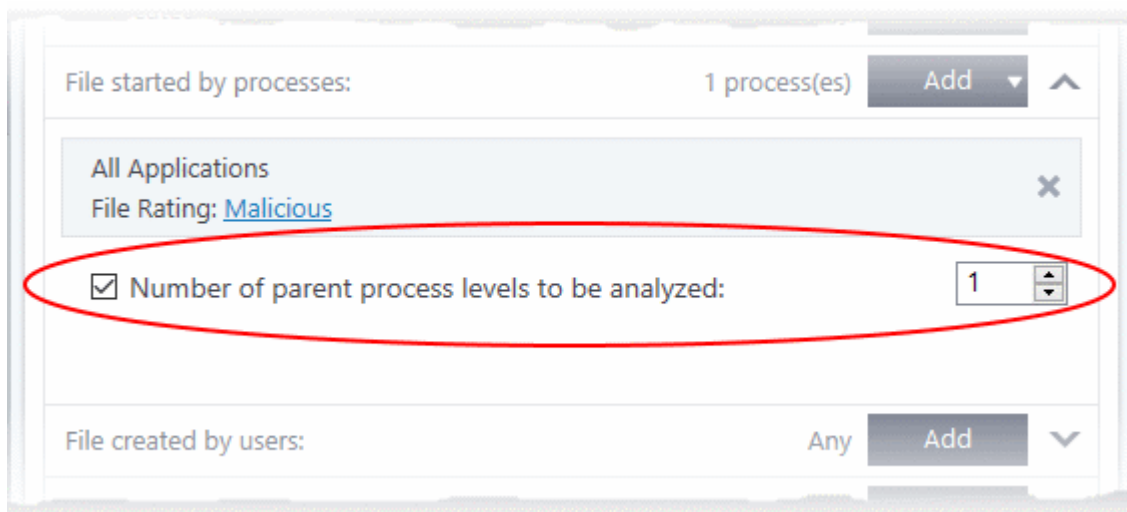 File started by processes: 1 process(es) Add
All Applications
File Rating: Malicious
Number of parent process levels to be analyzed: 1
File created by users: Any Add